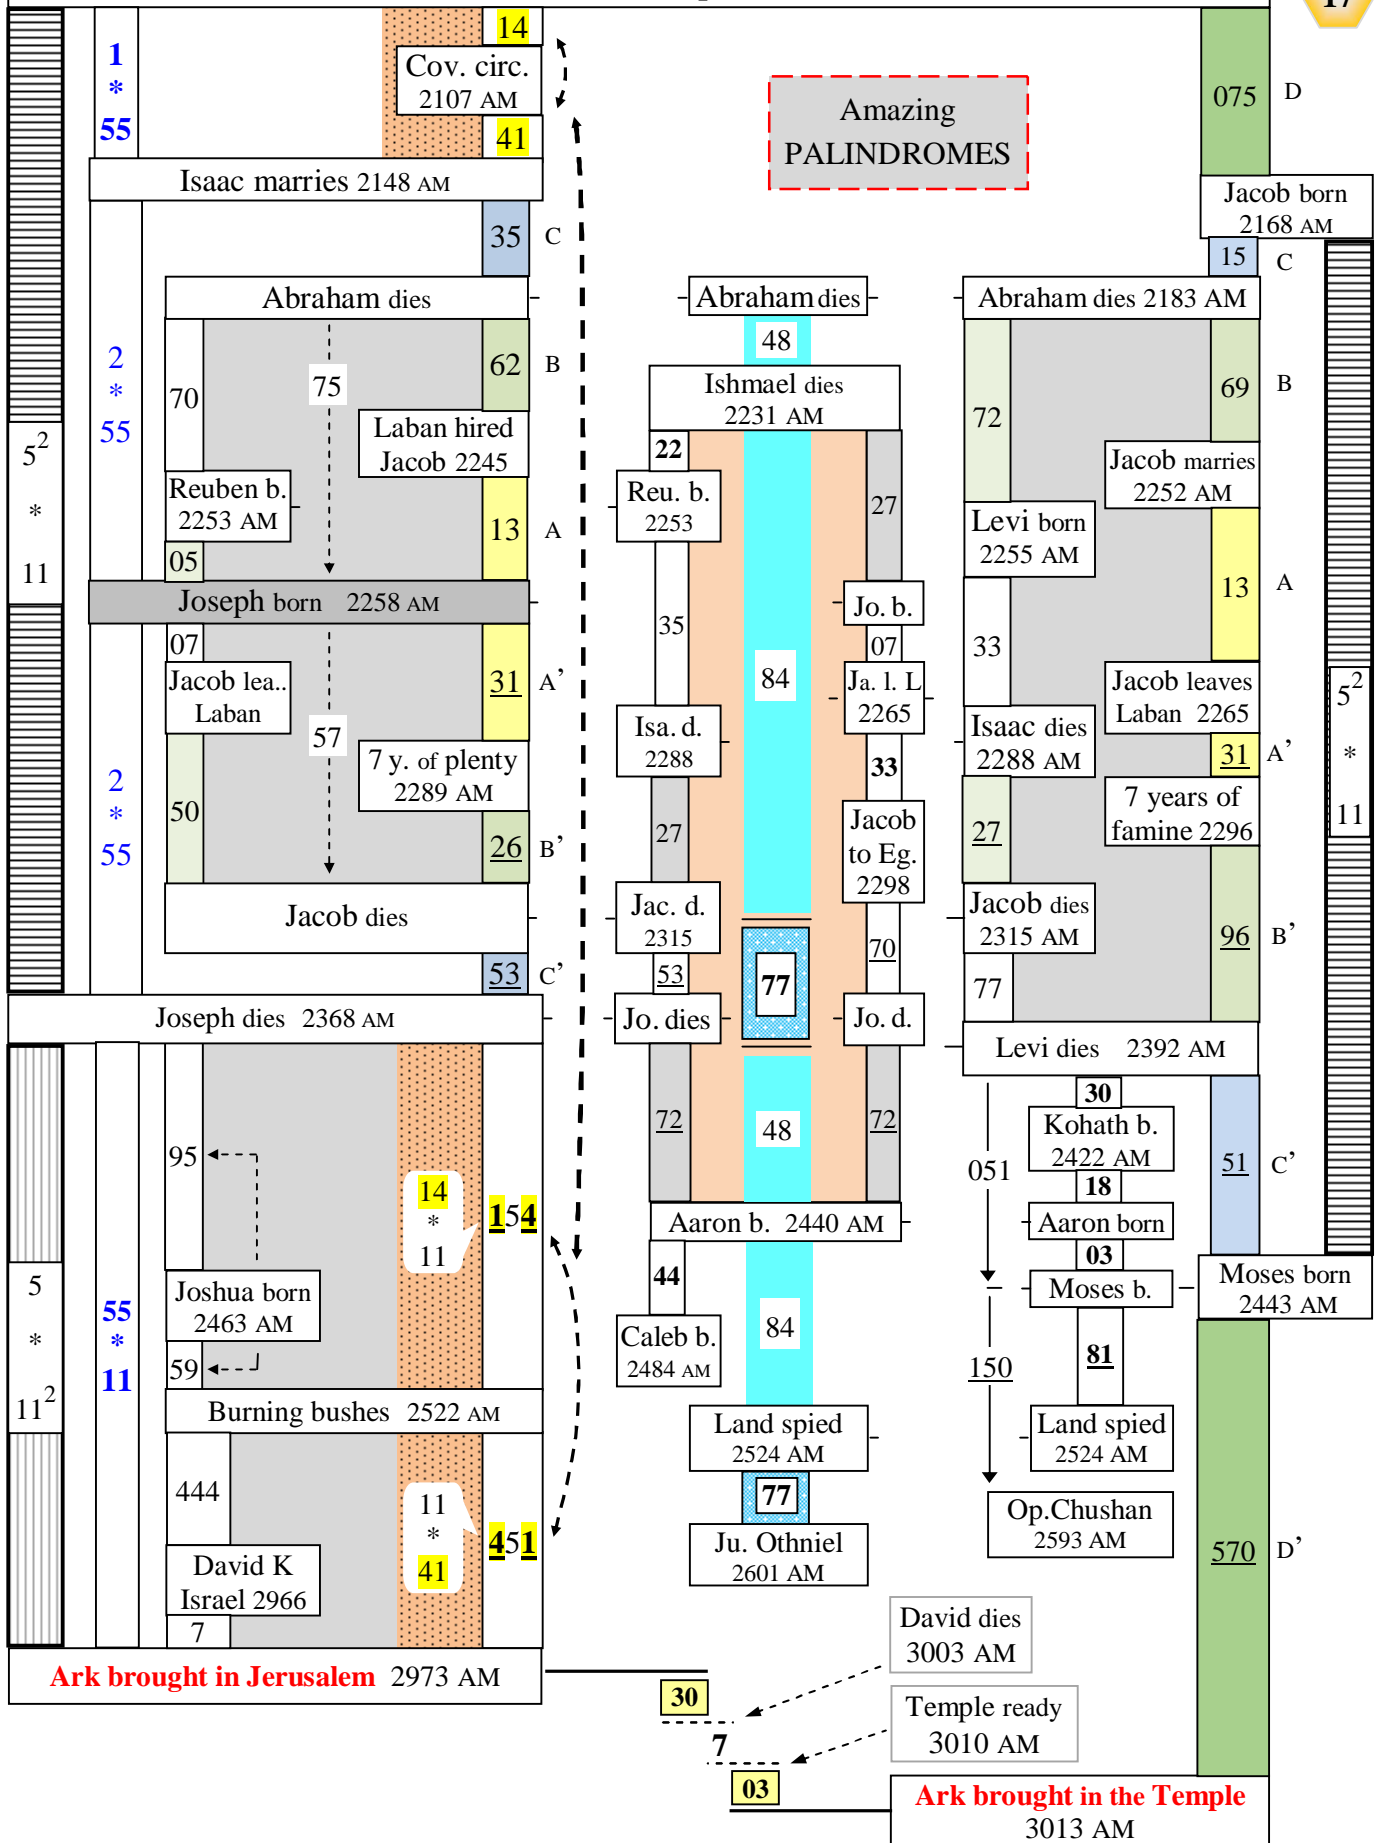 17
14
Cov. circ.
2107 AM
41
1
*
55
Isaac marries 2148 AM
35 C
Abraham dies
70
75
62 B
Laban hired
Jacob 2245
Reuben b.
2253 AM
13 A
05
2
*
55
5²
*
11
Joseph born 2258 AM
07
Jacob lea..
Laban
57
31 A’
7 y. of plenty
2289 AM
50
26 B’
2
*
55
Jacob dies
53 C’
Joseph dies 2368 AM
95
14
*
11
154
Joshua born
2463 AM
59
5
*
11²
55
*
11
Burning bushes 2522 AM
444
11
*
41
451
David K
Israel 2966
7
Ark brought in Jerusalem 2973 AM
Amazing
PALINDROMES
Abraham dies
48
Ishmael dies
2231 AM
22
Reu. b.
2253
27
35
84
Jo. b.
07
Ja. l. L
2265
Isa. d.
2288
33
27
Jacob
to Eg.
2298
Jac. d.
2315
53
77
70
Jo. dies
Jo. d.
72
48
72
Aaron b. 2440 AM
44
Caleb b.
2484 AM
84
Land spied
2524 AM
77
Ju. Othniel
2601 AM
075 D
Jacob born
2168 AM
15 C
Abraham dies 2183 AM
72
69 B
Jacob marries
2252 AM
Levi born
2255 AM
13 A
33
Jacob leaves
Laban 2265
Isaac dies
2288 AM
31 A’
7 years of
famine 2296
27
Jacob dies
2315 AM
96 B’
77
5²
*
11
Levi dies 2392 AM
30
Kohath b.
2422 AM
051
18
51 C’
Aaron born
03
Moses b.
Moses born
2443 AM
81
150
Land spied
2524 AM
Op.Chushan
2593 AM
570 D’
David dies
3003 AM
30
Temple ready
3010 AM
7
03
Ark brought in the Temple
3013 AM